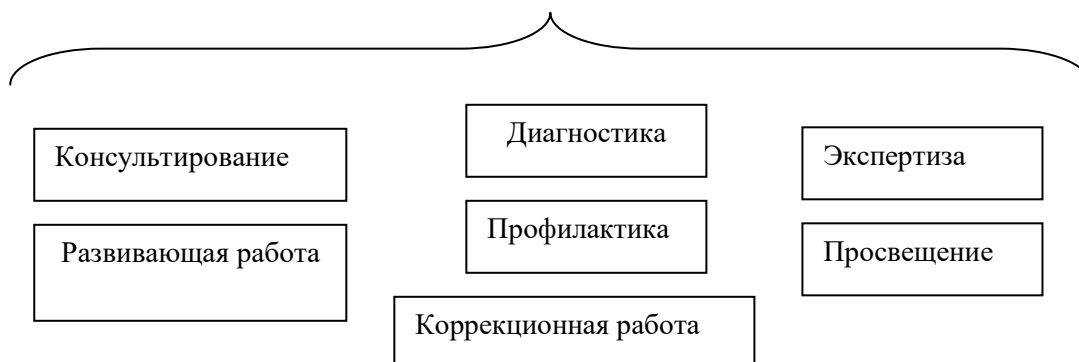 Консультирование
Диагностика
Экспертиза
Развивающая работа
Профилактика
Просвещение
Коррекционная работа